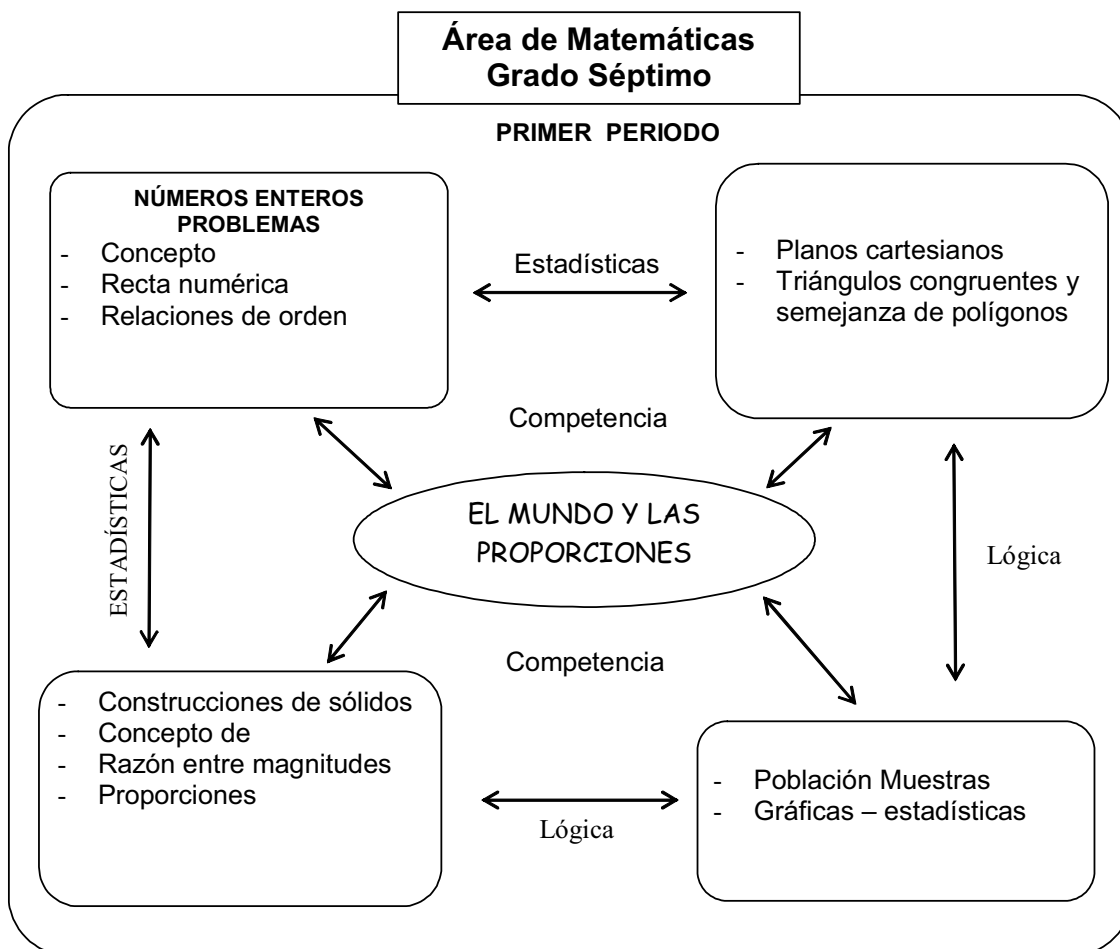 Área de Matemáticas
Grado Séptimo
PRIMER PERIODO
NÚMEROS ENTEROS
PROBLEMAS
- Concepto
- Recta numérica
- Relaciones de orden
Estadísticas
- Planos cartesianos
- Triángulos congruentes y
semejanza de polígonos
Competencia
ESTADÍSTICAS
EL MUNDO Y LAS
PROPORCIONES
Lógica
Competencia
- Construcciones de sólidos
- Concepto de
- Razón entre magnitudes
- Proporciones
Lógica
- Población Muestras
- Gráficas – estadísticas